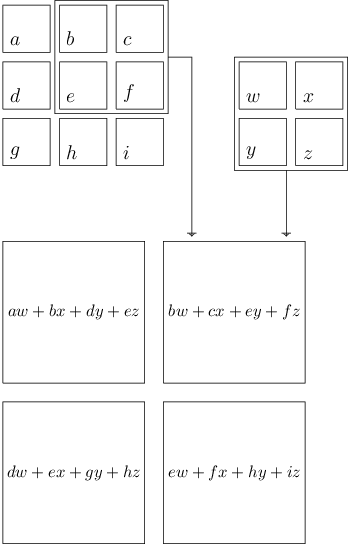 a b c
d e f w x
g h i y z
aw + bx + dy + ez bw + cx + ey + fz
dw + ex + gy + hz ew + fx + hy + iz